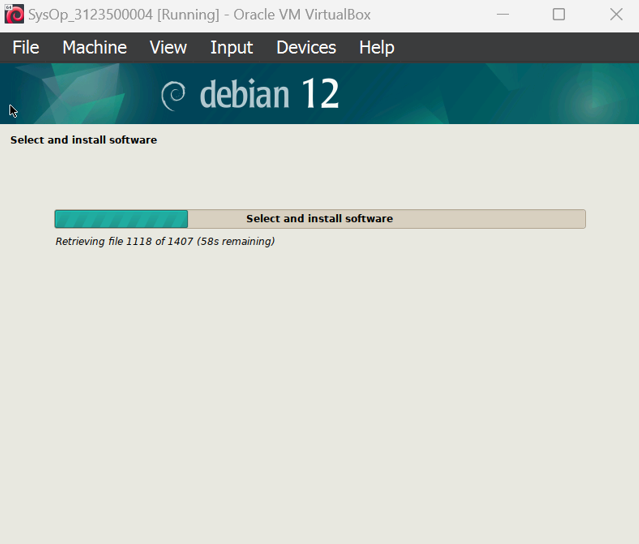 64
SysOp_3123500004 [Running] - Oracle VM VirtualBox
File Machine View Input Devices Help
debian 12
Select and install software
Select and install software
Retrieving file 1118 of 1407 (58s remaining)